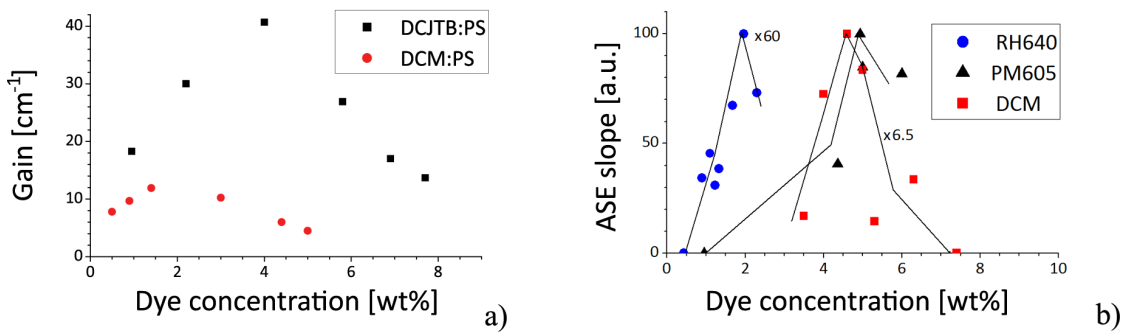 40
30
20
10
0
Gain [cm-1]
DCJTB:PS
DCM:PS
0 2 4 6 8
Dye concentration [wt%]
a)
100
50
0
ASE slope [a.u.]
x60
x6.5
RH640
PM605
DCM
0 2 4 6 8 10
Dye concentration [wt%]
b)